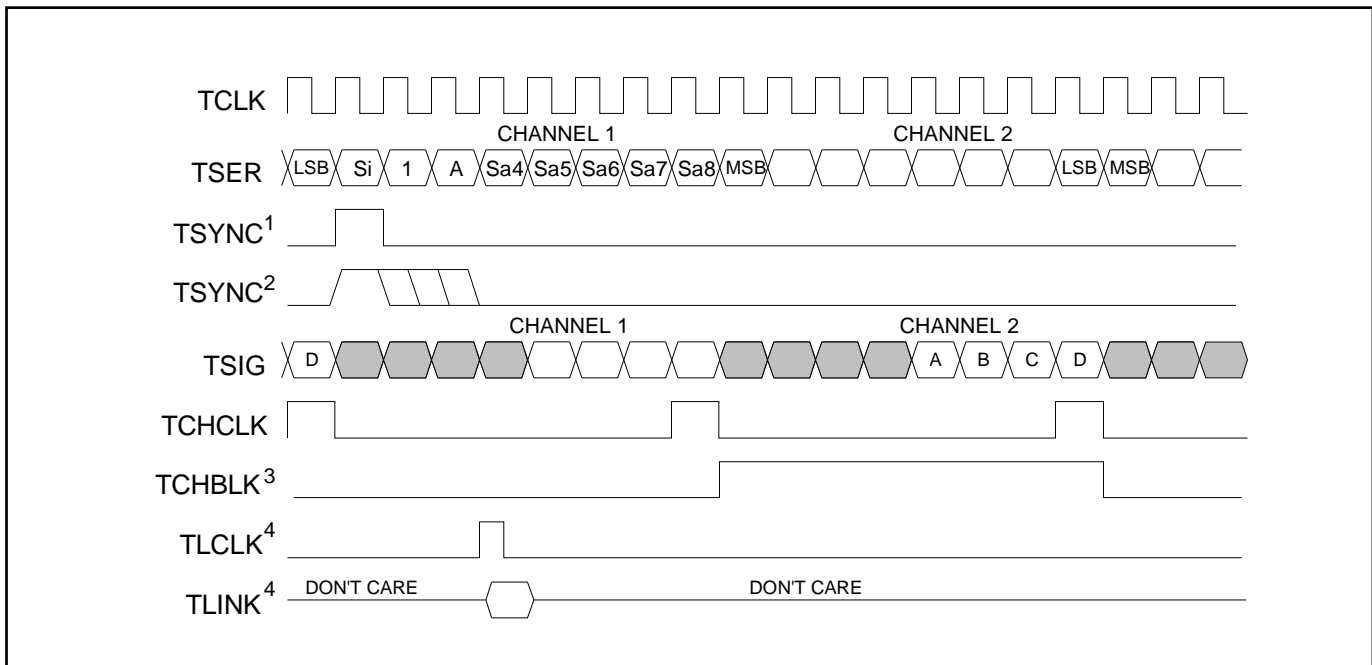 TCLK
CHANNEL 1 CHANNEL 2
TSER LSB Si 1 A Sa4 Sa5 Sa6 Sa7 Sa8 MSB LSB MSB
TSYNC1
TSYNC2
CHANNEL 1 CHANNEL 2
TSIG D A B C D
TCHCLK
TCHBLK3
TLCLK4
TLINK4 DON'T CARE DON'T CARE